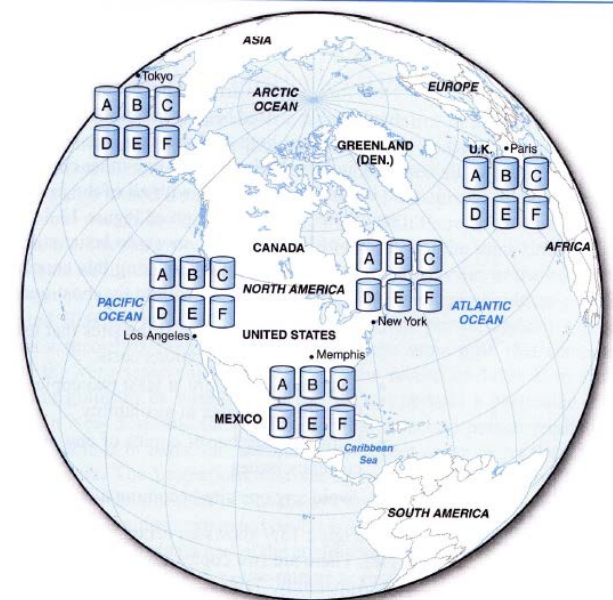 ASIA
Tokyo
A B C
D E F
ARCTIC
OCEAN
EUROPE
GREENLAND
(DEN.)
U.K. Paris
A B C
D E F
AFRICA
CANADA
A B C
D E F
NORTH AMERICA
A B C
D E F
PACIFIC
OCEAN
ATLANTIC
OCEAN
Los Angeles
UNITED STATES
New York
Memphis
A B C
D E F
MEXICO
Caribbean
Sea
SOUTH AMERICA